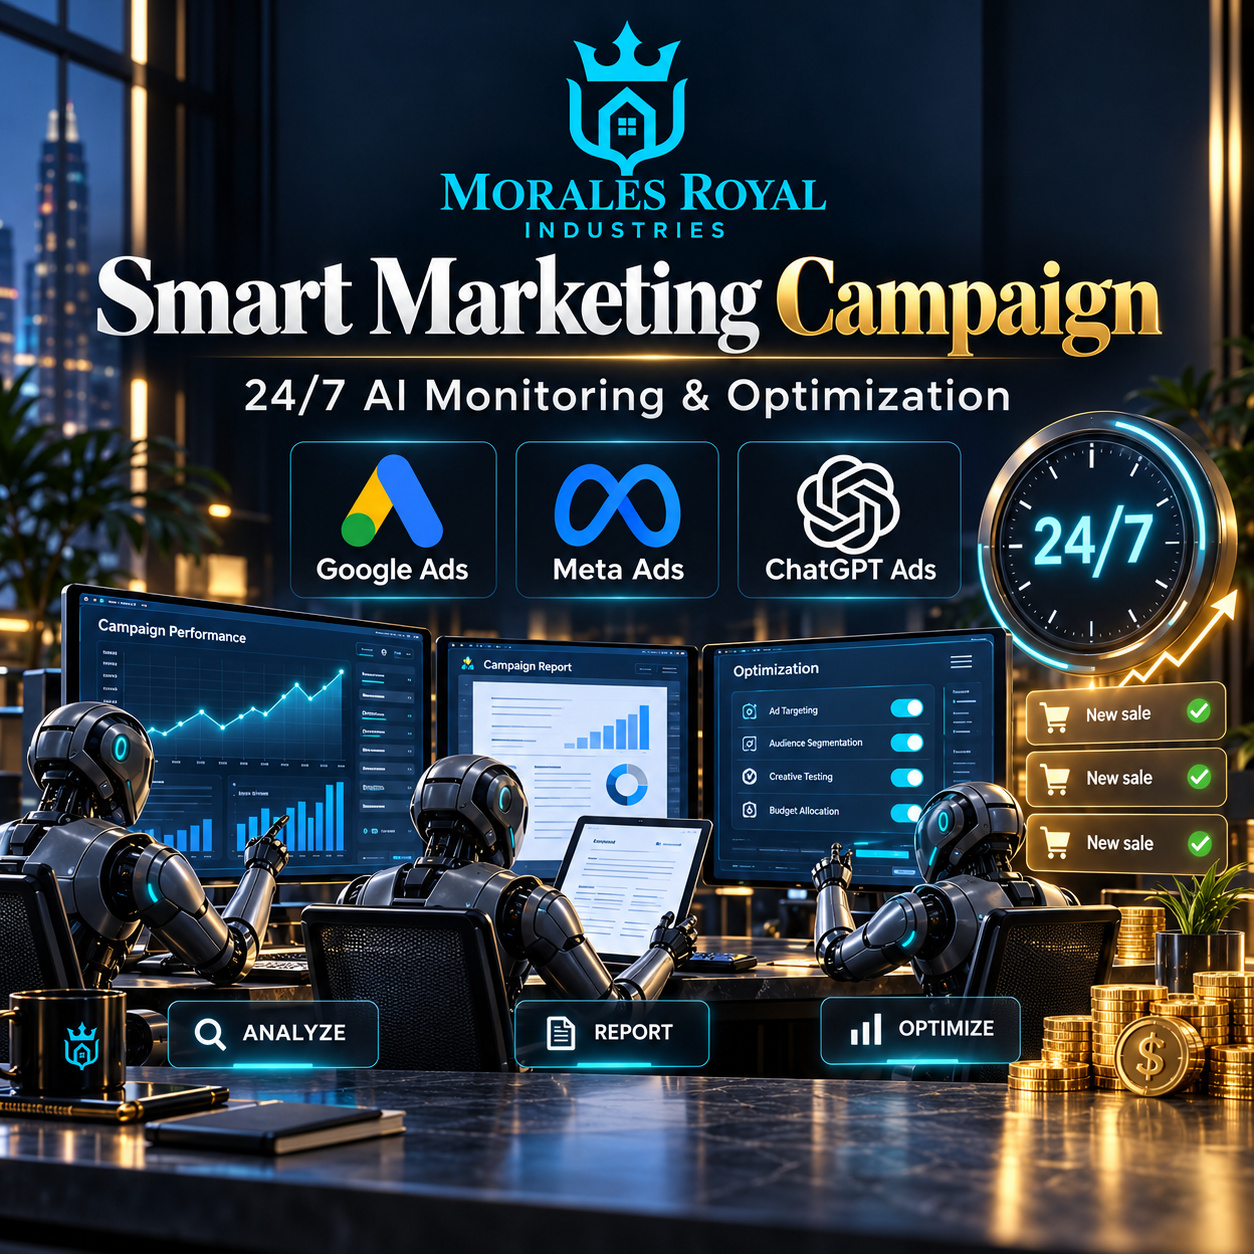 MORALES ROYAL
INDUSTRIES
Smart Marketing Campaign
24/7 AI Monitoring & Optimization
Google Ads
Meta Ads
ChatGPT Ads
24/7
Campaign Performance
Campaign Report
Optimization
Ad Targeting
Audience Segmentation
Creative Testing
Budget Allocation
New sale
New sale
New sale
ANALYZE
REPORT
OPTIMIZE
$